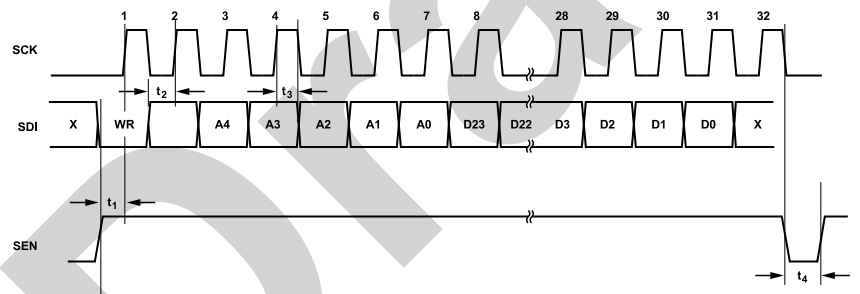 1 2 3 4 5 6 7 8 28 29 30 31 32
SCK
t2 t3
SDI X WR A4 A3 A2 A1 A0 D23 D22 D3 D2 D1 D0 X
t1
SEN
t4
Dra